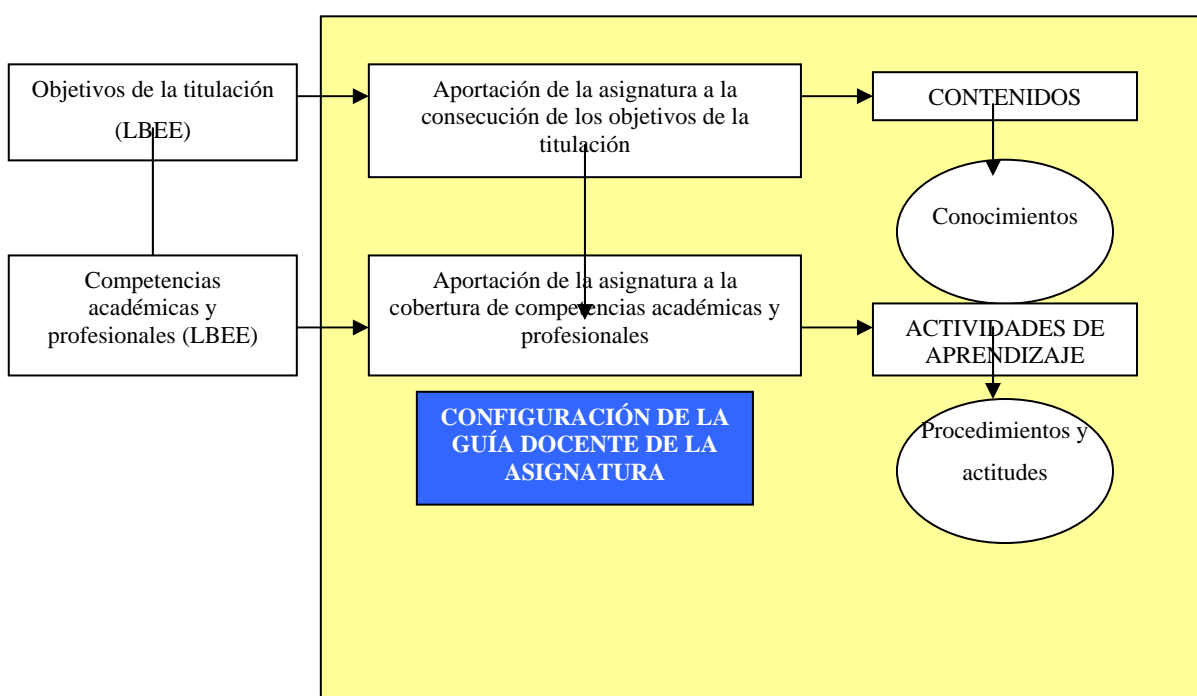 Objetivos de la titulación
(LBEE)
Aportación de la asignatura a la
consecución de los objetivos de la
titulación
CONTENIDOS
Conocimientos
Competencias
académicas y
profesionales (LBEE)
Aportación de la asignatura a la
cobertura de competencias académicas y
profesionales
ACTIVIDADES DE
APRENDIZAJE
CONFIGURACIÓN DE LA
GUÍA DOCENTE DE LA
ASIGNATURA
Procedimientos y
actitudes